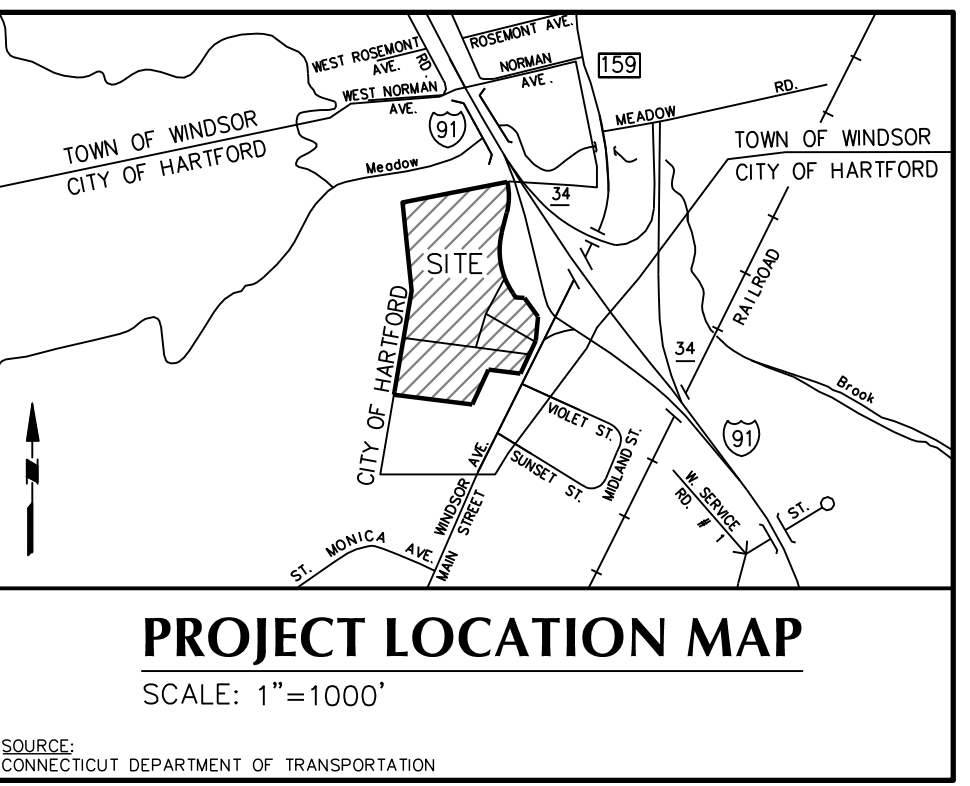 ROSEMONT AVE.
WEST ROSEMONT
AVE.
RD.
NORMAN
AVE.
159
WEST NORMAN
AVE.
RD.
MEADOW
91
TOWN OF WINDSOR
CITY OF HARTFORD
TOWN OF WINDSOR
CITY OF HARTFORD
Meadow
34
SITE
RAILROAD
CITY OF HARTFORD
34
Brook
VIOLET ST.
MIDLAND ST.
91
SUNSET ST.
WINDSOR AVE.
MAIN STREET
W. SERVICE
RD. # 1
ST.
ST. MONICA AVE.
PROJECT LOCATION MAP
SCALE: 1"=1000'
SOURCE:
CONNECTICUT DEPARTMENT OF TRANSPORTATION